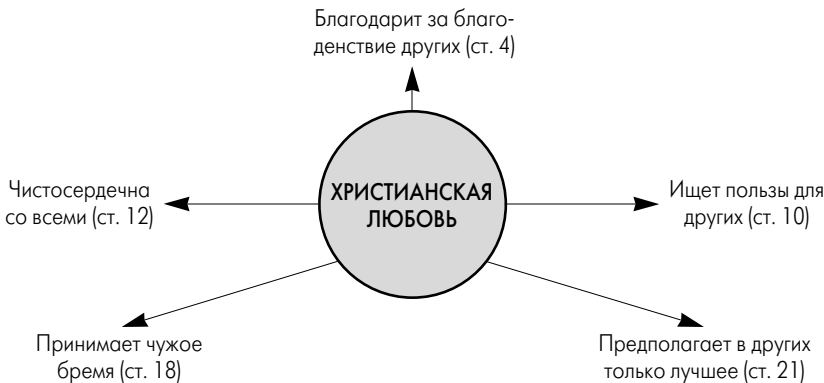 Благодарит за благо-
денствие других (ст. 4)
Чистосердечна
со всеми (ст. 12)
ХРИСТИАНСКАЯ
ЛЮБОВЬ
Ищет пользы для
других (ст. 10)
Принимает чужое
бремя (ст. 18)
Предполагает в других
только лучшее (ст. 21)